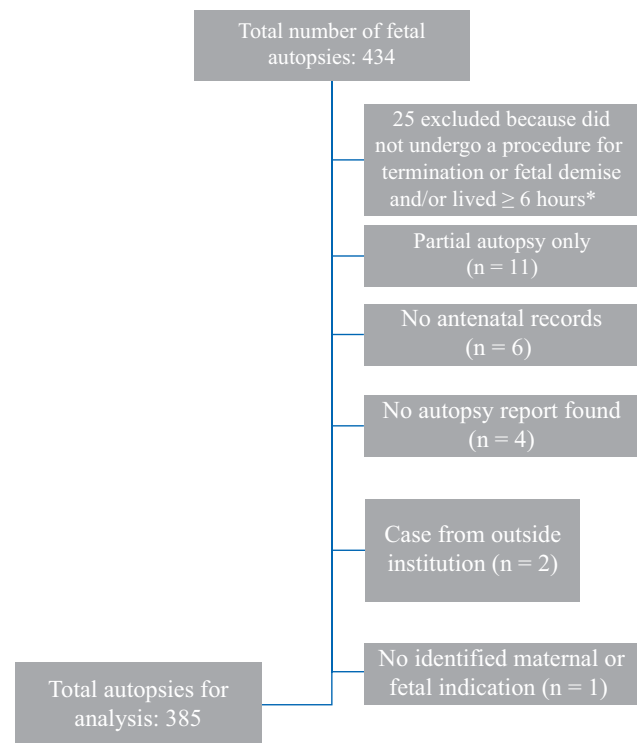 Total number of fetal
autopsies: 434
25 excluded because did
not undergo a procedure for
termination or fetal demise
and/or lived ≥ 6 hours*
Partial autopsy only
(n = 11)
No antenatal records
(n = 6)
No autopsy report found
(n = 4)
Case from outside
institution (n = 2)
No identified maternal or
fetal indication (n = 1)
Total autopsies for
analysis: 385